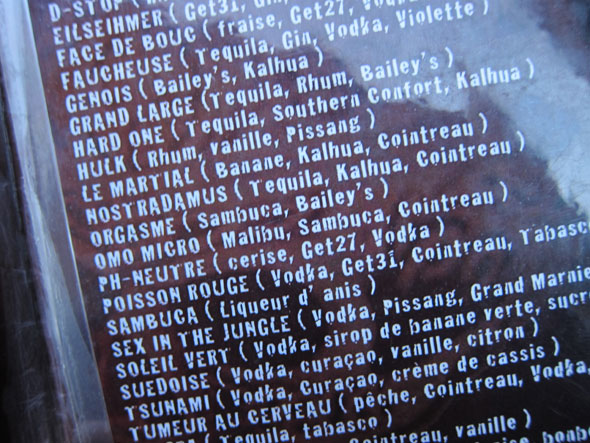 D-STOP (
EILSEIHMER ( Get31, Gin,
FACE DE BOUC ( fraise, Get27, Vodka
FAUCHEUSE ( Tequila, Gin, Vodka, Violette )
GENOIS ( Bailey's, Kalhua )
GRAND LARGE (Tequila, Rhum, Bailey's )
HARD ONE ( Tequila, Southern Confort, Kalhua )
HULK ( Rhum, vanille, Pissang )
LE MARTIAL ( Banane, Kalhua, Cointreau )
NOSTRADAMUS ( Tequila, Kalhua, Cointreau )
ORGASME ( Sambuca, Bailey's )
OMO MICRO ( Malibu, Sambuca, Cointreau )
PH-NEUTRE ( cerise, Get27, Vodka )
POISSON ROUGE ( Vodka, Get31, Cointreau, Tabasco
SAMBUCA ( Liqueur d' anis )
SEX IN THE JUNGLE ( Vodka, Pissang, Grand Marnie
SOLEIL VERT ( Vodka, sirop de banane verte, sucre
SUEDOISE ( Vodka, curaçao, vanille, citron )
TSUNAMI ( Vodka, Curaçao, crème de cassis )
TUMEUR AU CERVEAU ( pêche, Cointreau, Vodka,
( Tequila, tabasco )
Cointreau, vanille )